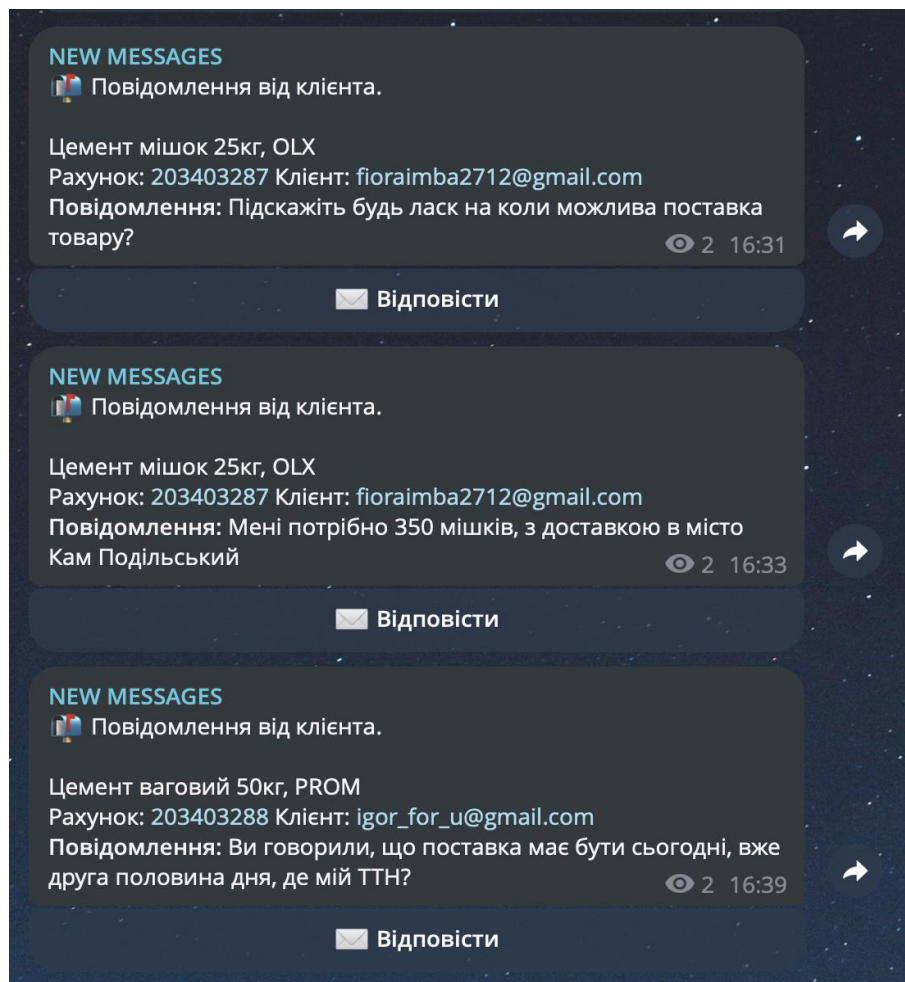 NEW MESSAGES
📬 Повідомлення від клієнта.
Цемент мішок 25кг, OLX
Рахунок: 203403287 Клієнт: fioraimba2712@gmail.com
Повідомлення: Підскажіть будь ласк на коли можлива поставка
товару?
2 16:31
✉️ Відповісти
NEW MESSAGES
📬 Повідомлення від клієнта.
Цемент мішок 25кг, OLX
Рахунок: 203403287 Клієнт: fioraimba2712@gmail.com
Повідомлення: Мені потрібно 350 мішків, з доставкою в місто
Кам Подільський
2 16:33
✉️ Відповісти
NEW MESSAGES
📬 Повідомлення від клієнта.
Цемент ваговий 50кг, PROM
Рахунок: 203403288 Клієнт: igor_for_u@gmail.com
Повідомлення: Ви говорили, що поставка має бути сьогодні, вже
друга половина дня, де мій ТТН?
2 16:39
✉️ Відповісти